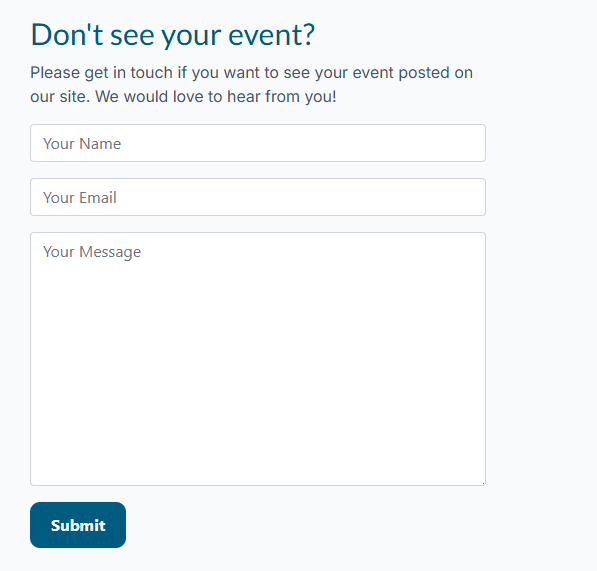 Don't see your event?
Please get in touch if you want to see your event posted on
our site. We would love to hear from you!
Your Name
Your Email
Your Message
Submit